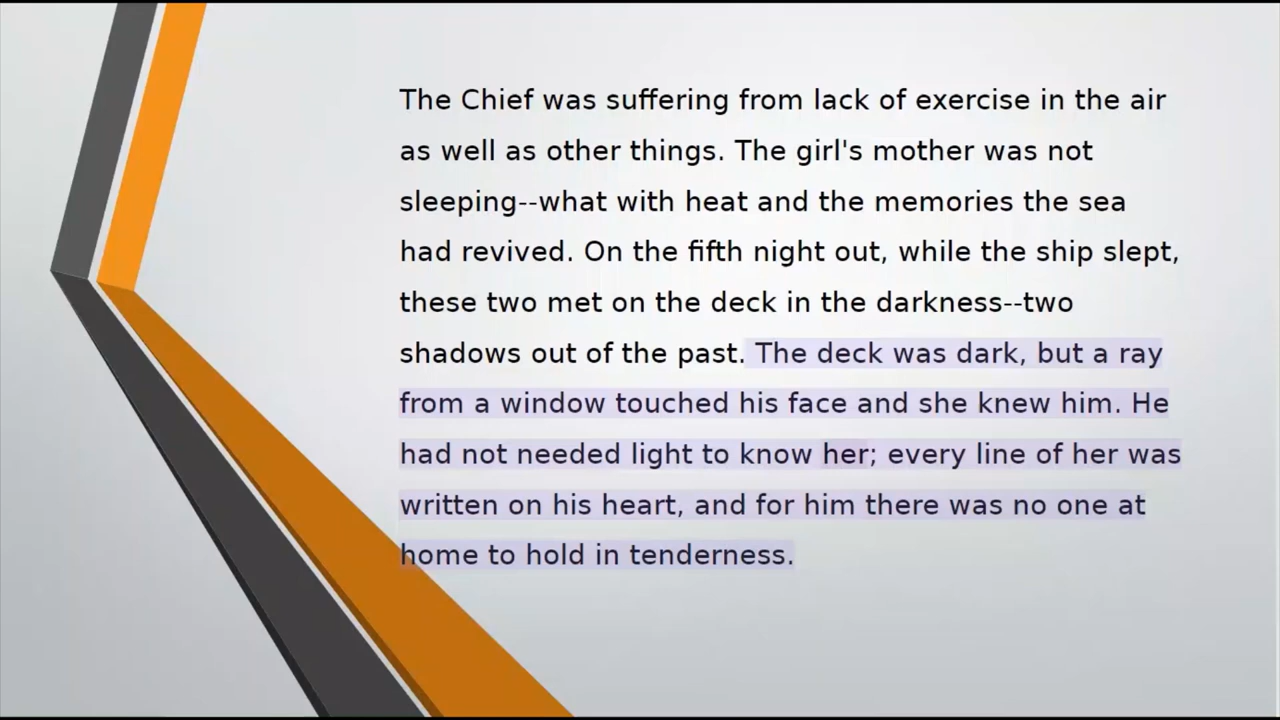 The Chief was suffering from lack of exercise in the air
as well as other things. The girl's mother was not
sleeping--what with heat and the memories the sea
had revived. On the fifth night out, while the ship slept,
these two met on the deck in the darkness--two
shadows out of the past. The deck was dark, but a ray
from a window touched his face and she knew him. He
had not needed light to know her; every line of her was
written on his heart, and for him there was no one at
home to hold in tenderness.